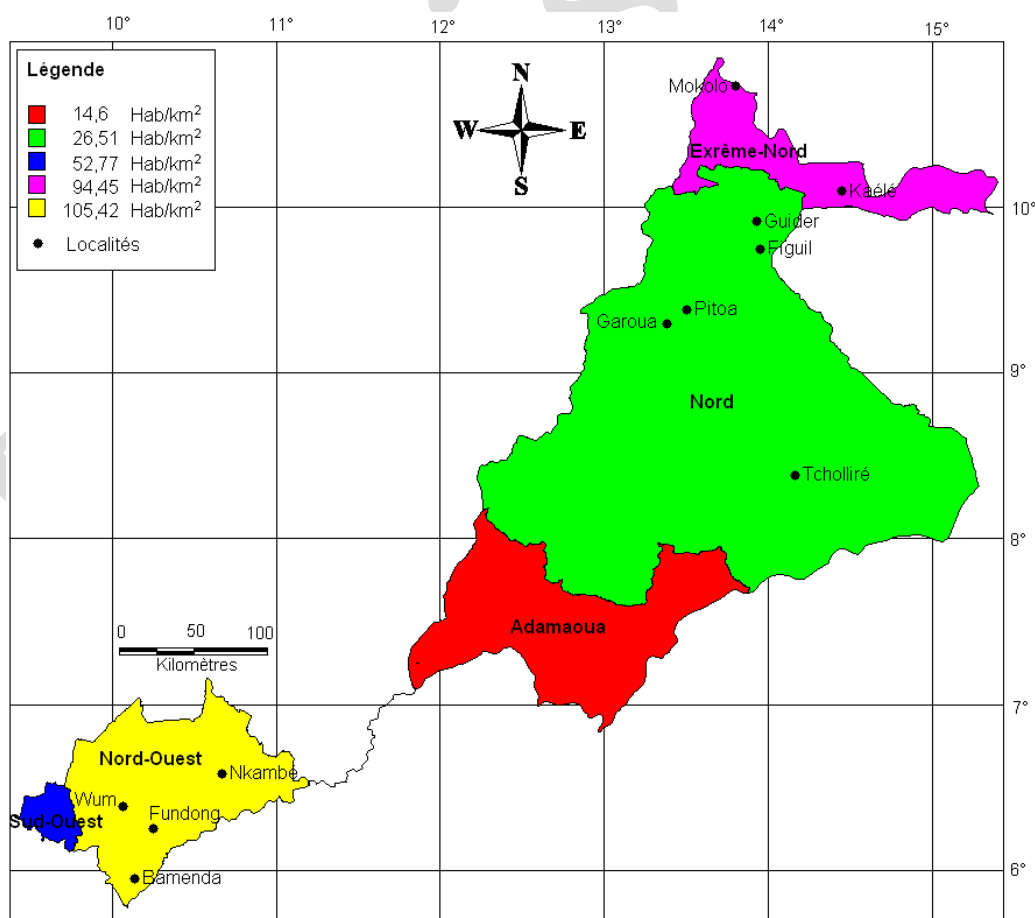 10° 11° 12° 13° 14° 15°
Légende
14,6 Hab/km²
26,51 Hab/km²
52,77 Hab/km²
94,45 Hab/km²
105,42 Hab/km²
Localités
N
W E
S
Mokolo
Exrême-Nord
Kaélé
10°
Guider
Figuil
Pitoa
Garoua
9°
Nord
Tcholliré
8°
Adamaoua
0 50 100
Kilomètres
7°
Nord-Ouest
Nkambe
Wum
Fundong
Sud-Ouest
Bamenda
6°